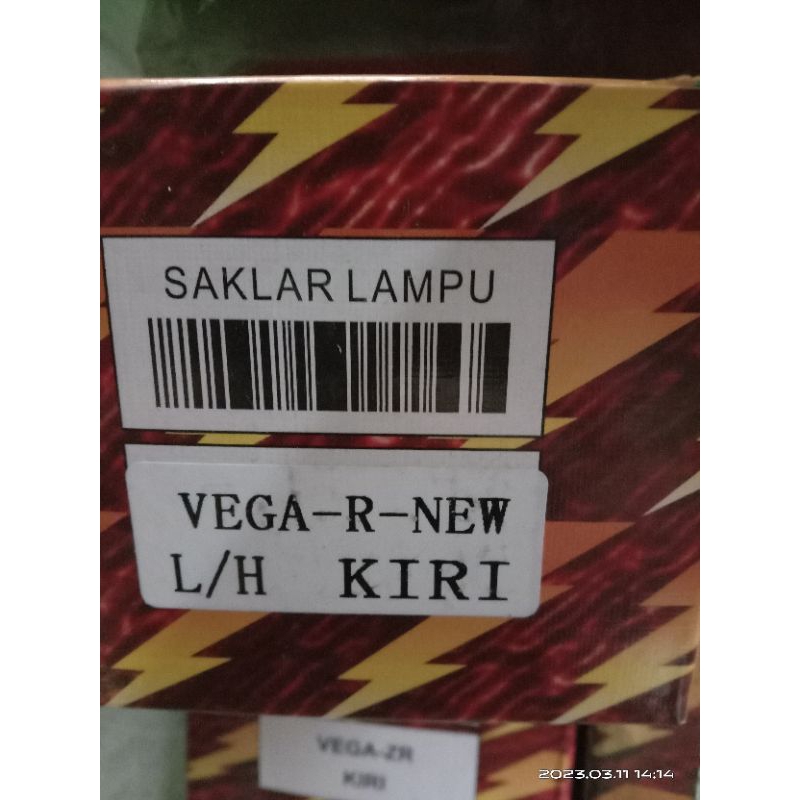 SAKLAR LAMPU
VEGA-R-NEW
L/H KIRI
VEGA-ZR
KIRI
2023.03.11 14:14